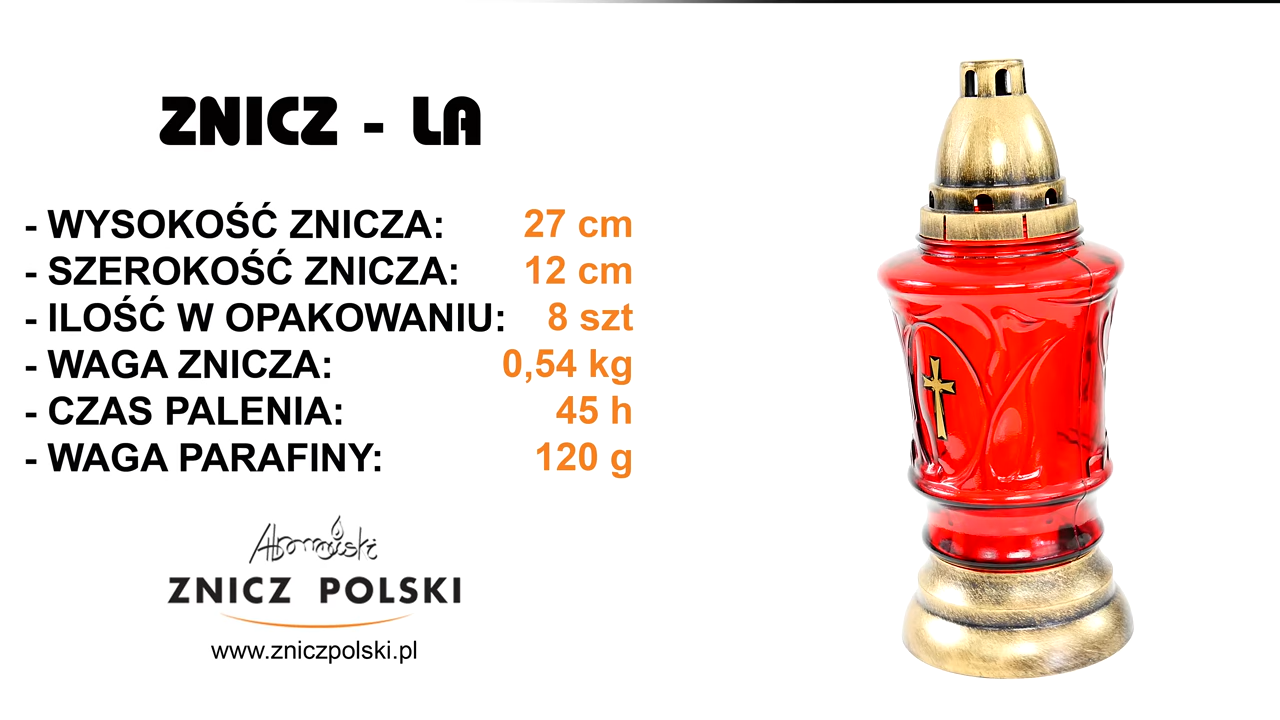 ZNICZ - LA
- WYSOKOŚĆ ZNICZA: 27 cm
- SZEROKOŚĆ ZNICZA: 12 cm
- ILOŚĆ W OPAKOWANIU: 8 szt
- WAGA ZNICZA: 0,54 kg
- CZAS PALENIA: 45 h
- WAGA PARAFINY: 120 g
ZNICZ POLSKI
www.zniczpolski.pl